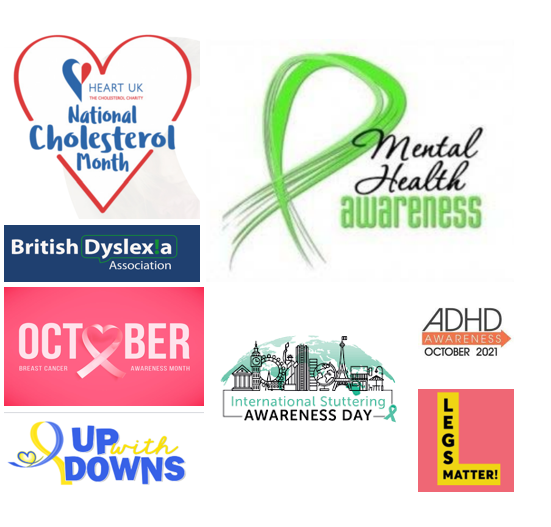 HEART UK
THE CHOLESTEROL CHARITY
National
Cholesterol
Month
Mental
Health
awareness
British Dyslexia
Association
OCTOBER
BREAST CANCER AWARENESS MONTH
ADHD
AWARENESS
OCTOBER 2021
International Stuttering
AWARENESS DAY
UP with
DOWNS
LEGS
MATTER!